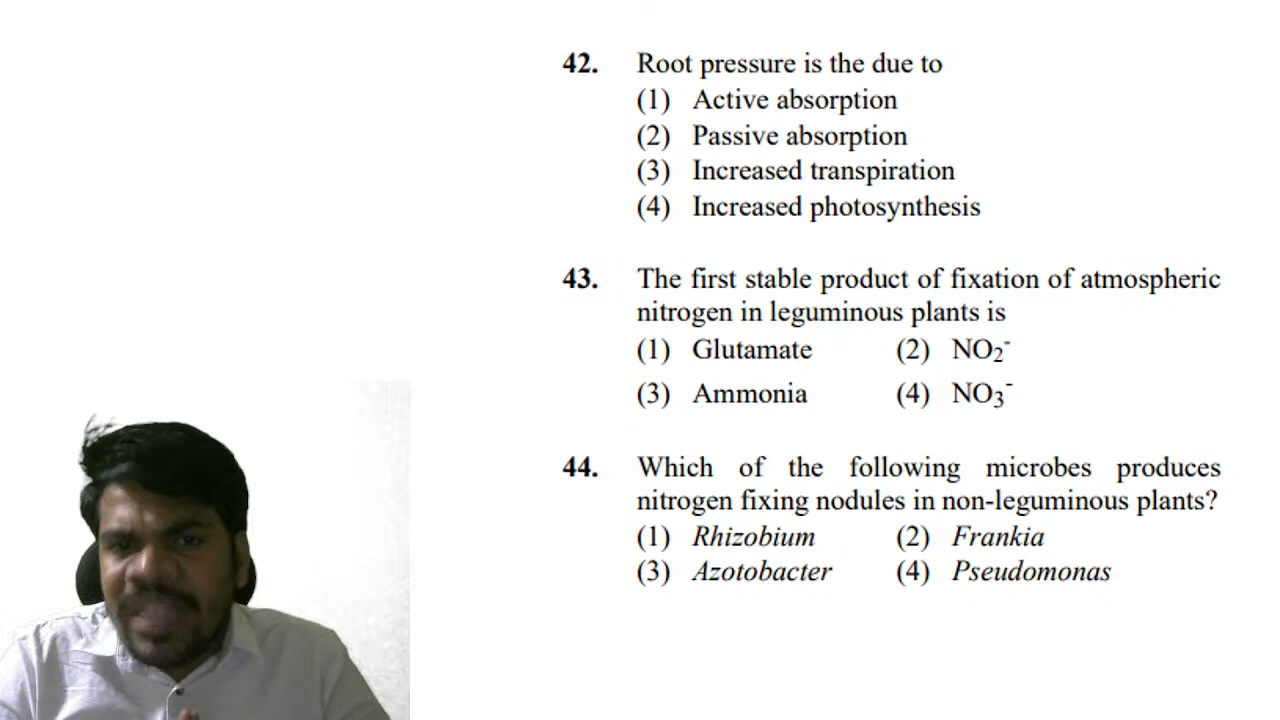 42. Root pressure is the due to
(1) Active absorption
(2) Passive absorption
(3) Increased transpiration
(4) Increased photosynthesis
43. The first stable product of fixation of atmospheric
nitrogen in leguminous plants is
(1) Glutamate (2) NO₂⁻
(3) Ammonia (4) NO₃⁻
44. Which of the following microbes produces
nitrogen fixing nodules in non-leguminous plants?
(1) Rhizobium (2) Frankia
(3) Azotobacter (4) Pseudomonas